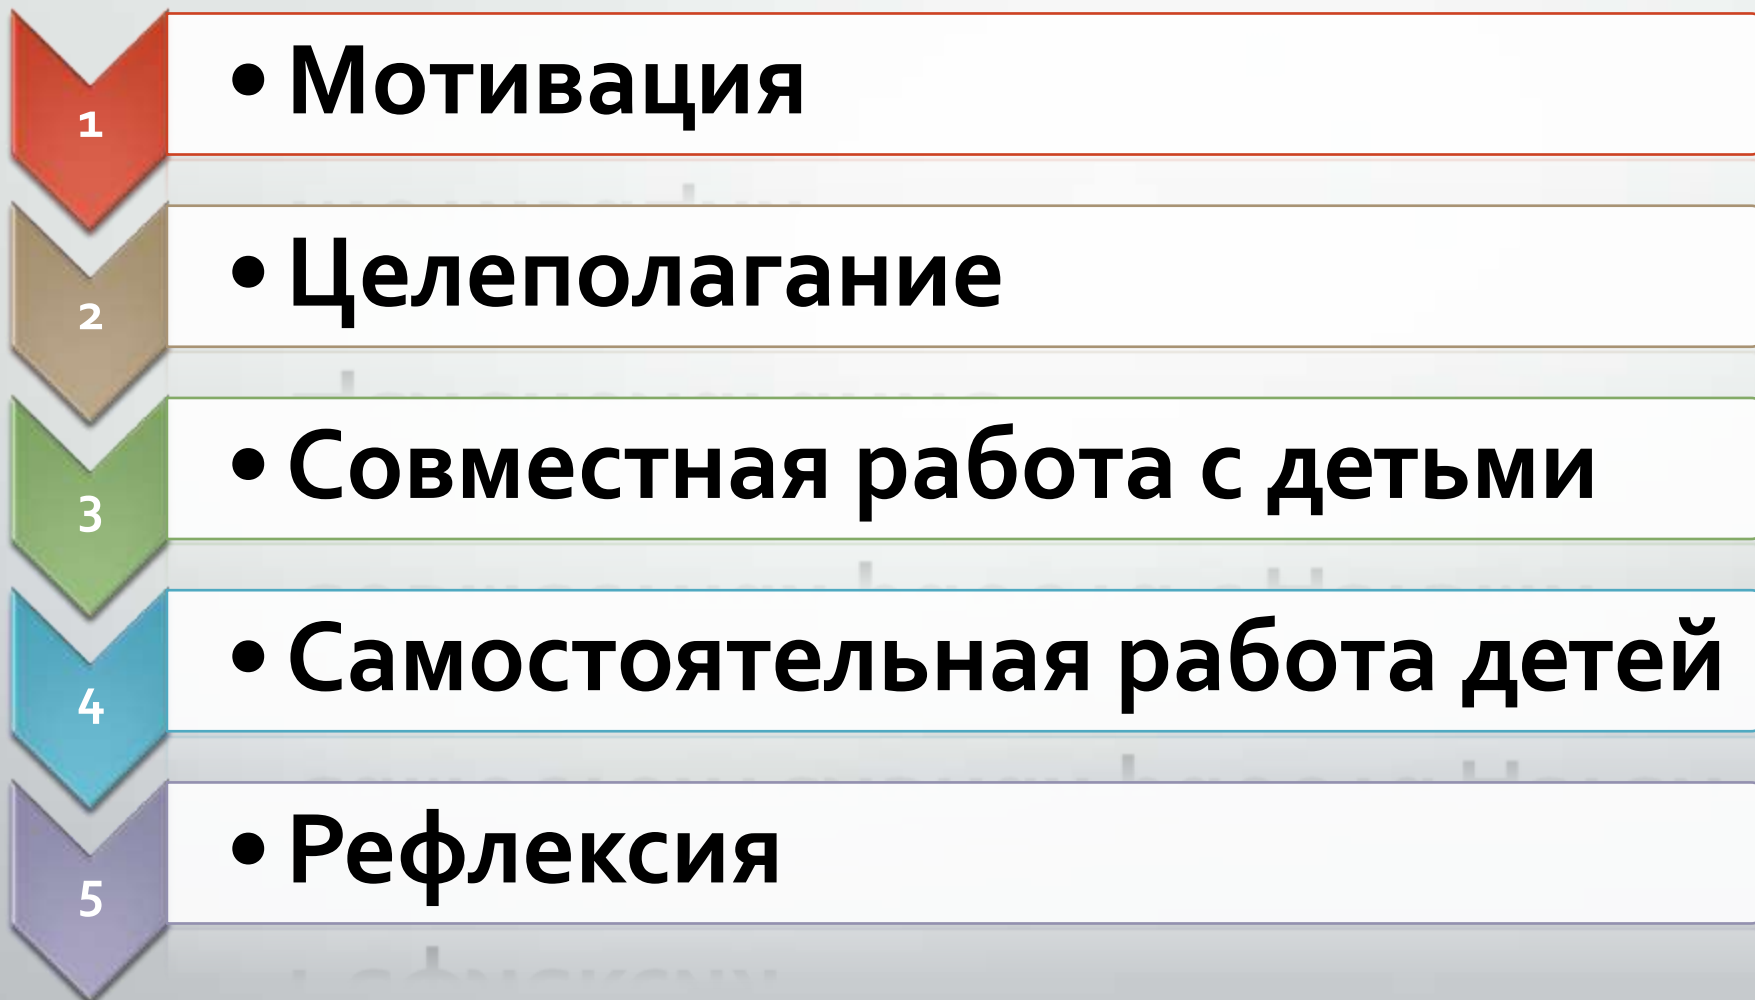 1
• Мотивация
2
• Целеполагание
3
• Совместная работа с детьми
4
• Самостоятельная работа детей
5
• Рефлексия